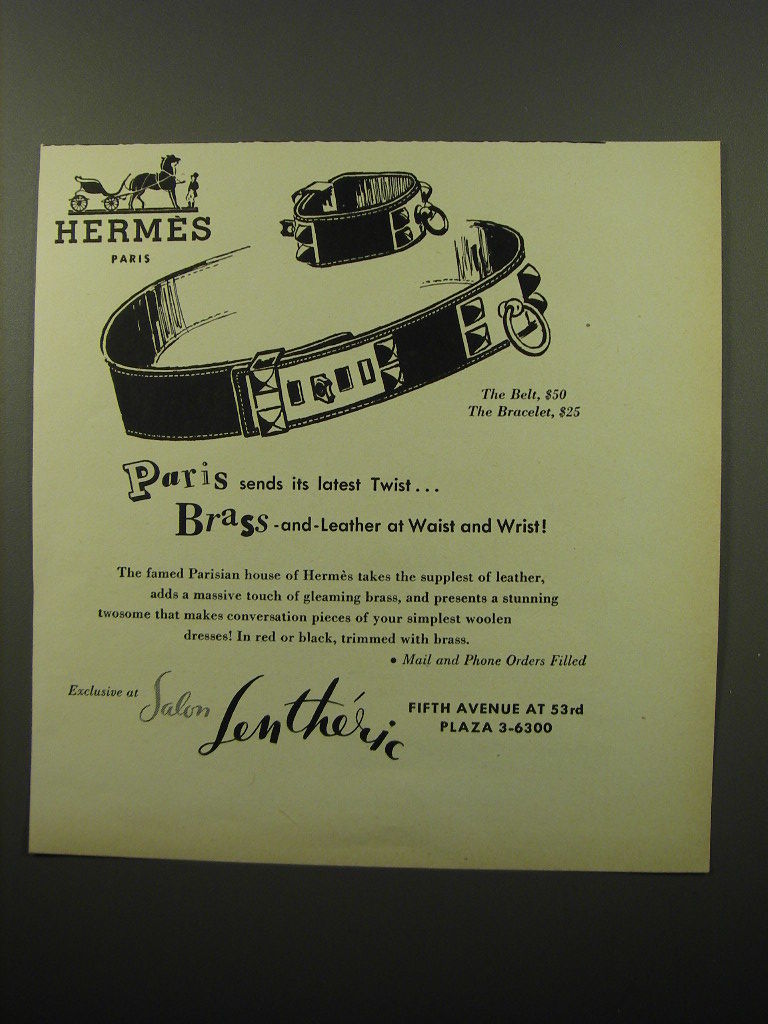 HERMÈS
PARIS
The Belt, $50
The Bracelet, $25
Paris sends its latest Twist...
Brass-and-Leather at Waist and Wrist!
The famed Parisian house of Hermès takes the supplest of leather,
adds a massive touch of gleaming brass, and presents a stunning
twosome that makes conversation pieces of your simplest woolen
dresses! In red or black, trimmed with brass.
• Mail and Phone Orders Filled
Exclusive at Salon Lenthéric
FIFTH AVENUE AT 53rd
PLAZA 3-6300